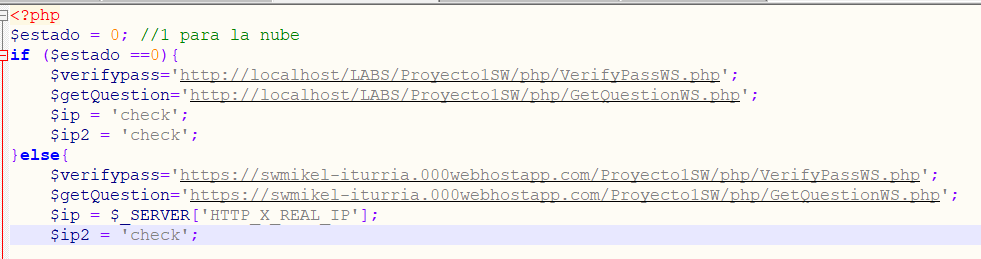 <?php
$estado = 0; //1 para la nube
if ($estado ==0){
$verifypass='http://localhost/LABS/Proyecto1SW/php/VerifyPassWS.php';
$getQuestion='http://localhost/LABS/Proyecto1SW/php/GetQuestionWS.php';
$ip = 'check';
$ip2 = 'check';
}else{
$verifypass='https://swmikel-iturria.000webhostapp.com/Proyecto1SW/php/VerifyPassWS.php';
$getQuestion='https://swmikel-iturria.000webhostapp.com/Proyecto1SW/php/GetQuestionWS.php';
$ip = $_SERVER['HTTP_X_REAL_IP'];
$ip2 = 'check';